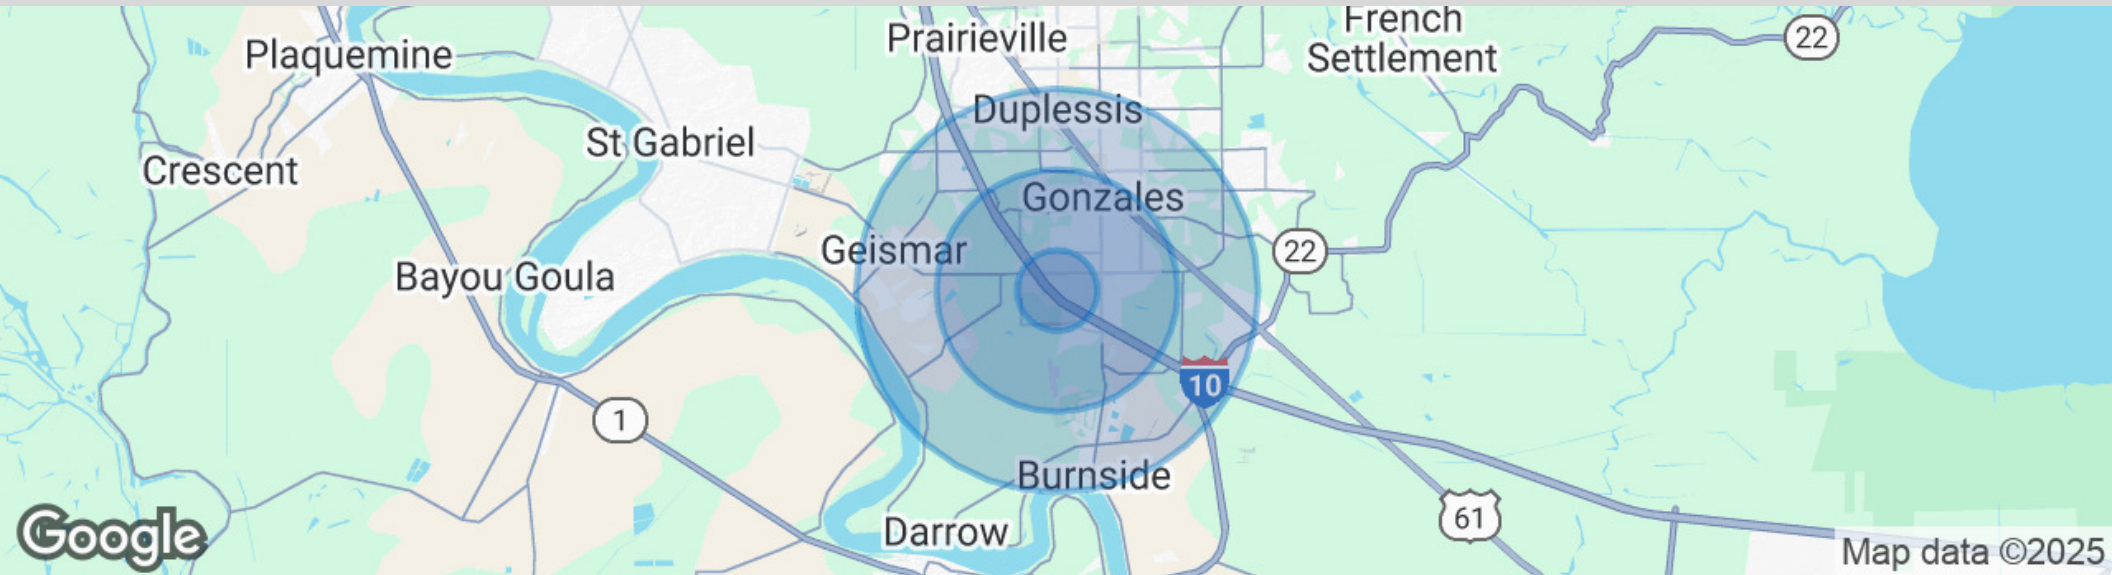 French
Settlement
22
Prairieville
Plaquemine
Duplessis
St Gabriel
Crescent
Gonzales
Geismar
22
Bayou Goula
10
1
Burnside
61
Darrow
Google
Map data ©2025